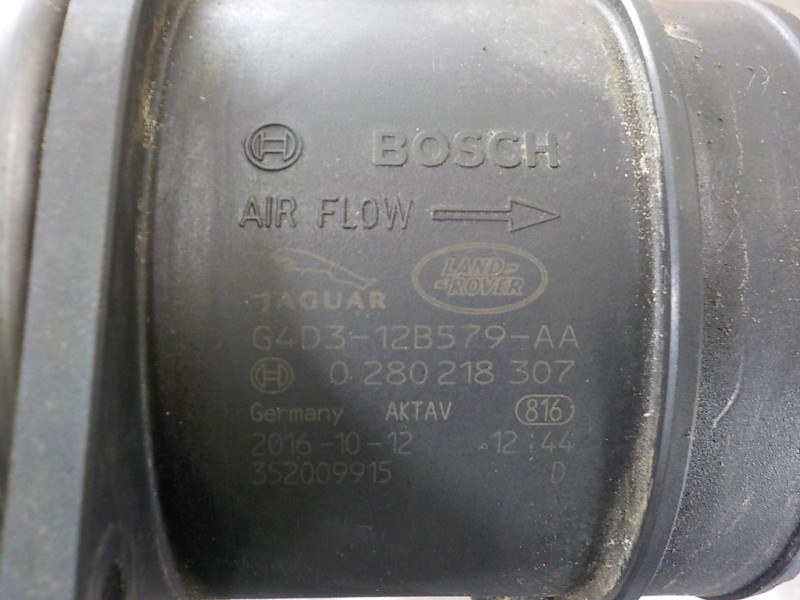 BOSCH
AIR FLOW
JAGUAR LAND-ROVER
G4D3-12B579-AA
0 280 218 307
Germany AKTAV 816
2016-10-12 12:44
352009915 D